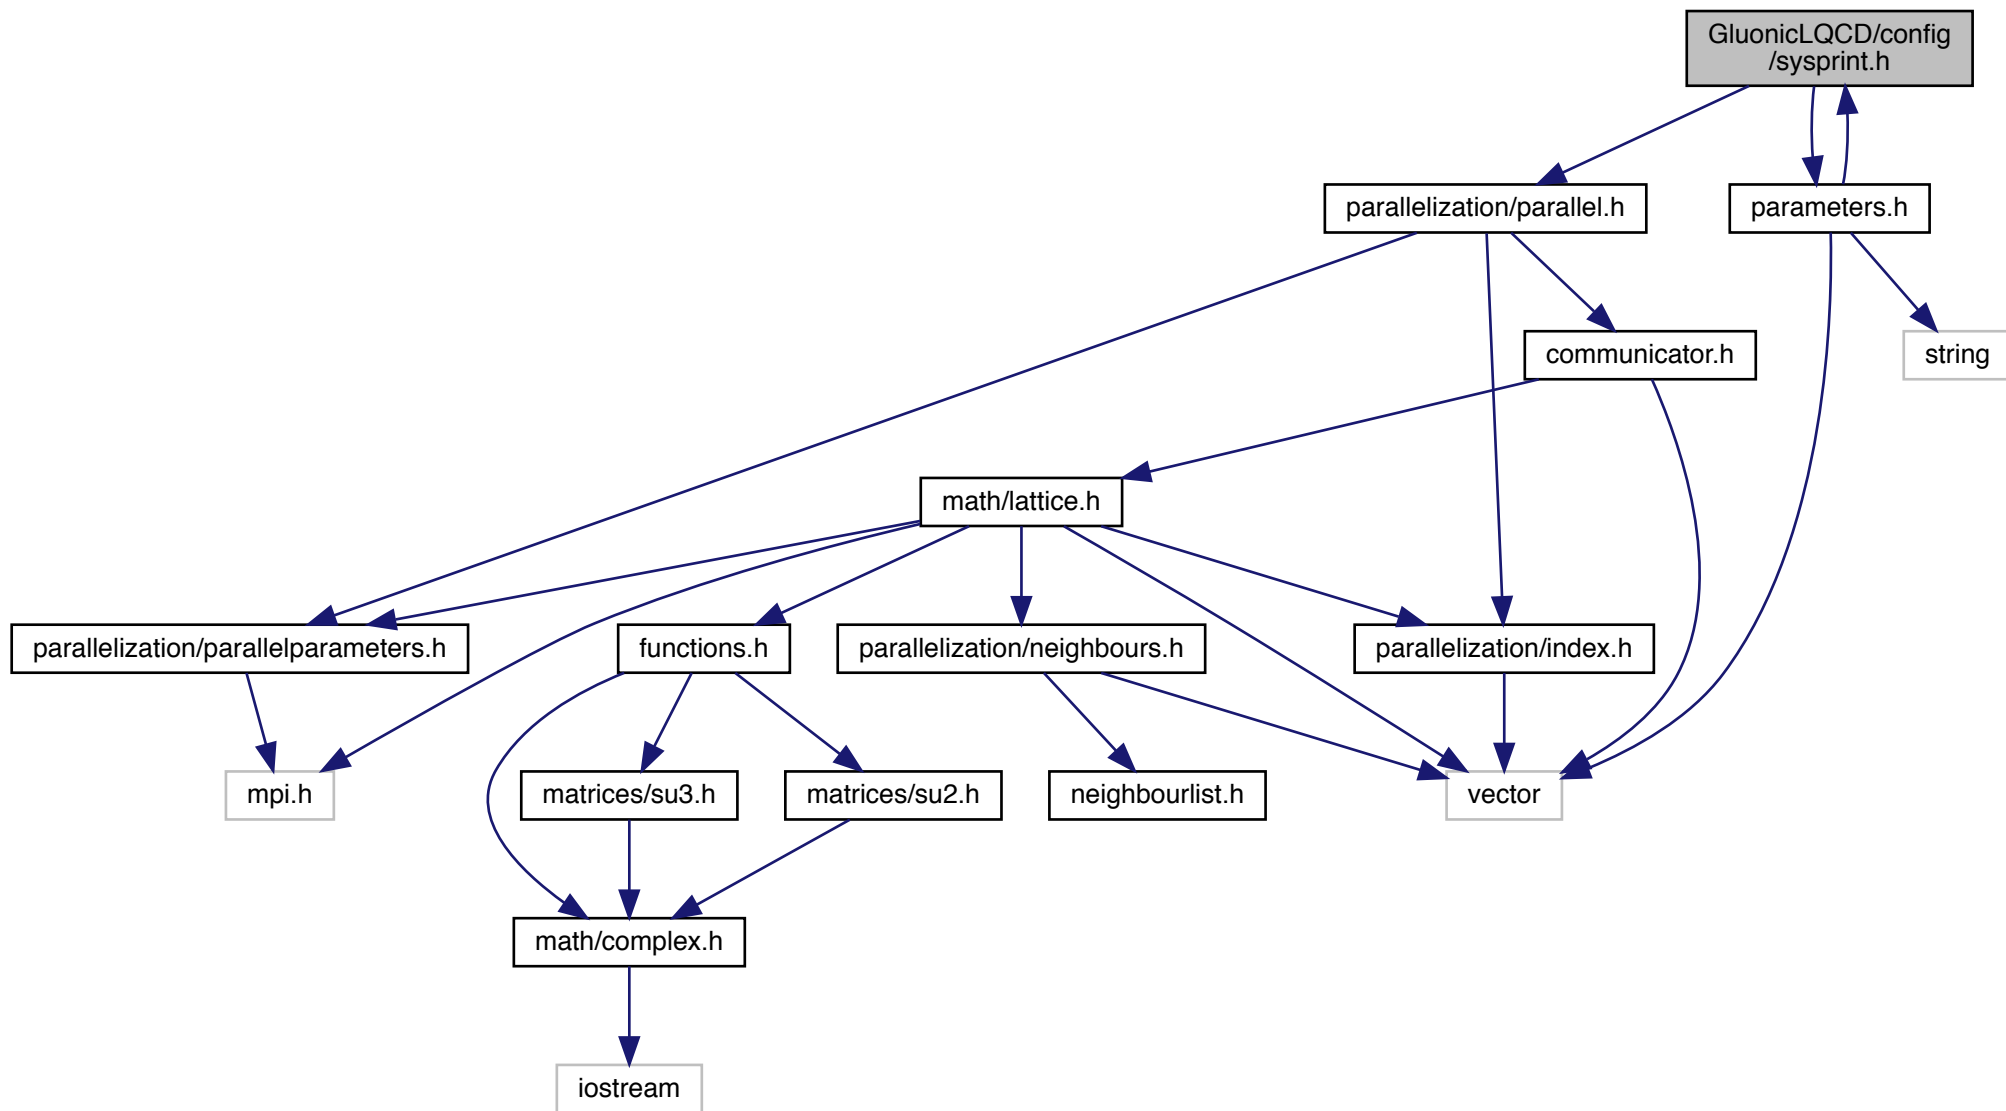 GluonicLQCD/config
/sysprint.h
parallelization/parallel.h
parameters.h
communicator.h
string
math/lattice.h
parallelization/parallelparameters.h
functions.h
parallelization/neighbours.h
parallelization/index.h
mpi.h
matrices/su3.h
matrices/su2.h
neighbourlist.h
vector
math/complex.h
iostream